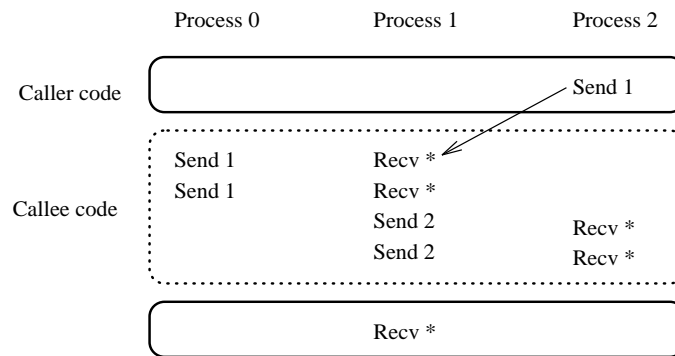 Process 0 Process 1 Process 2
Caller code Send 1
Send 1 Recv *
Send 1 Recv *
Callee code Send 2 Recv *
Send 2 Recv *
Recv *